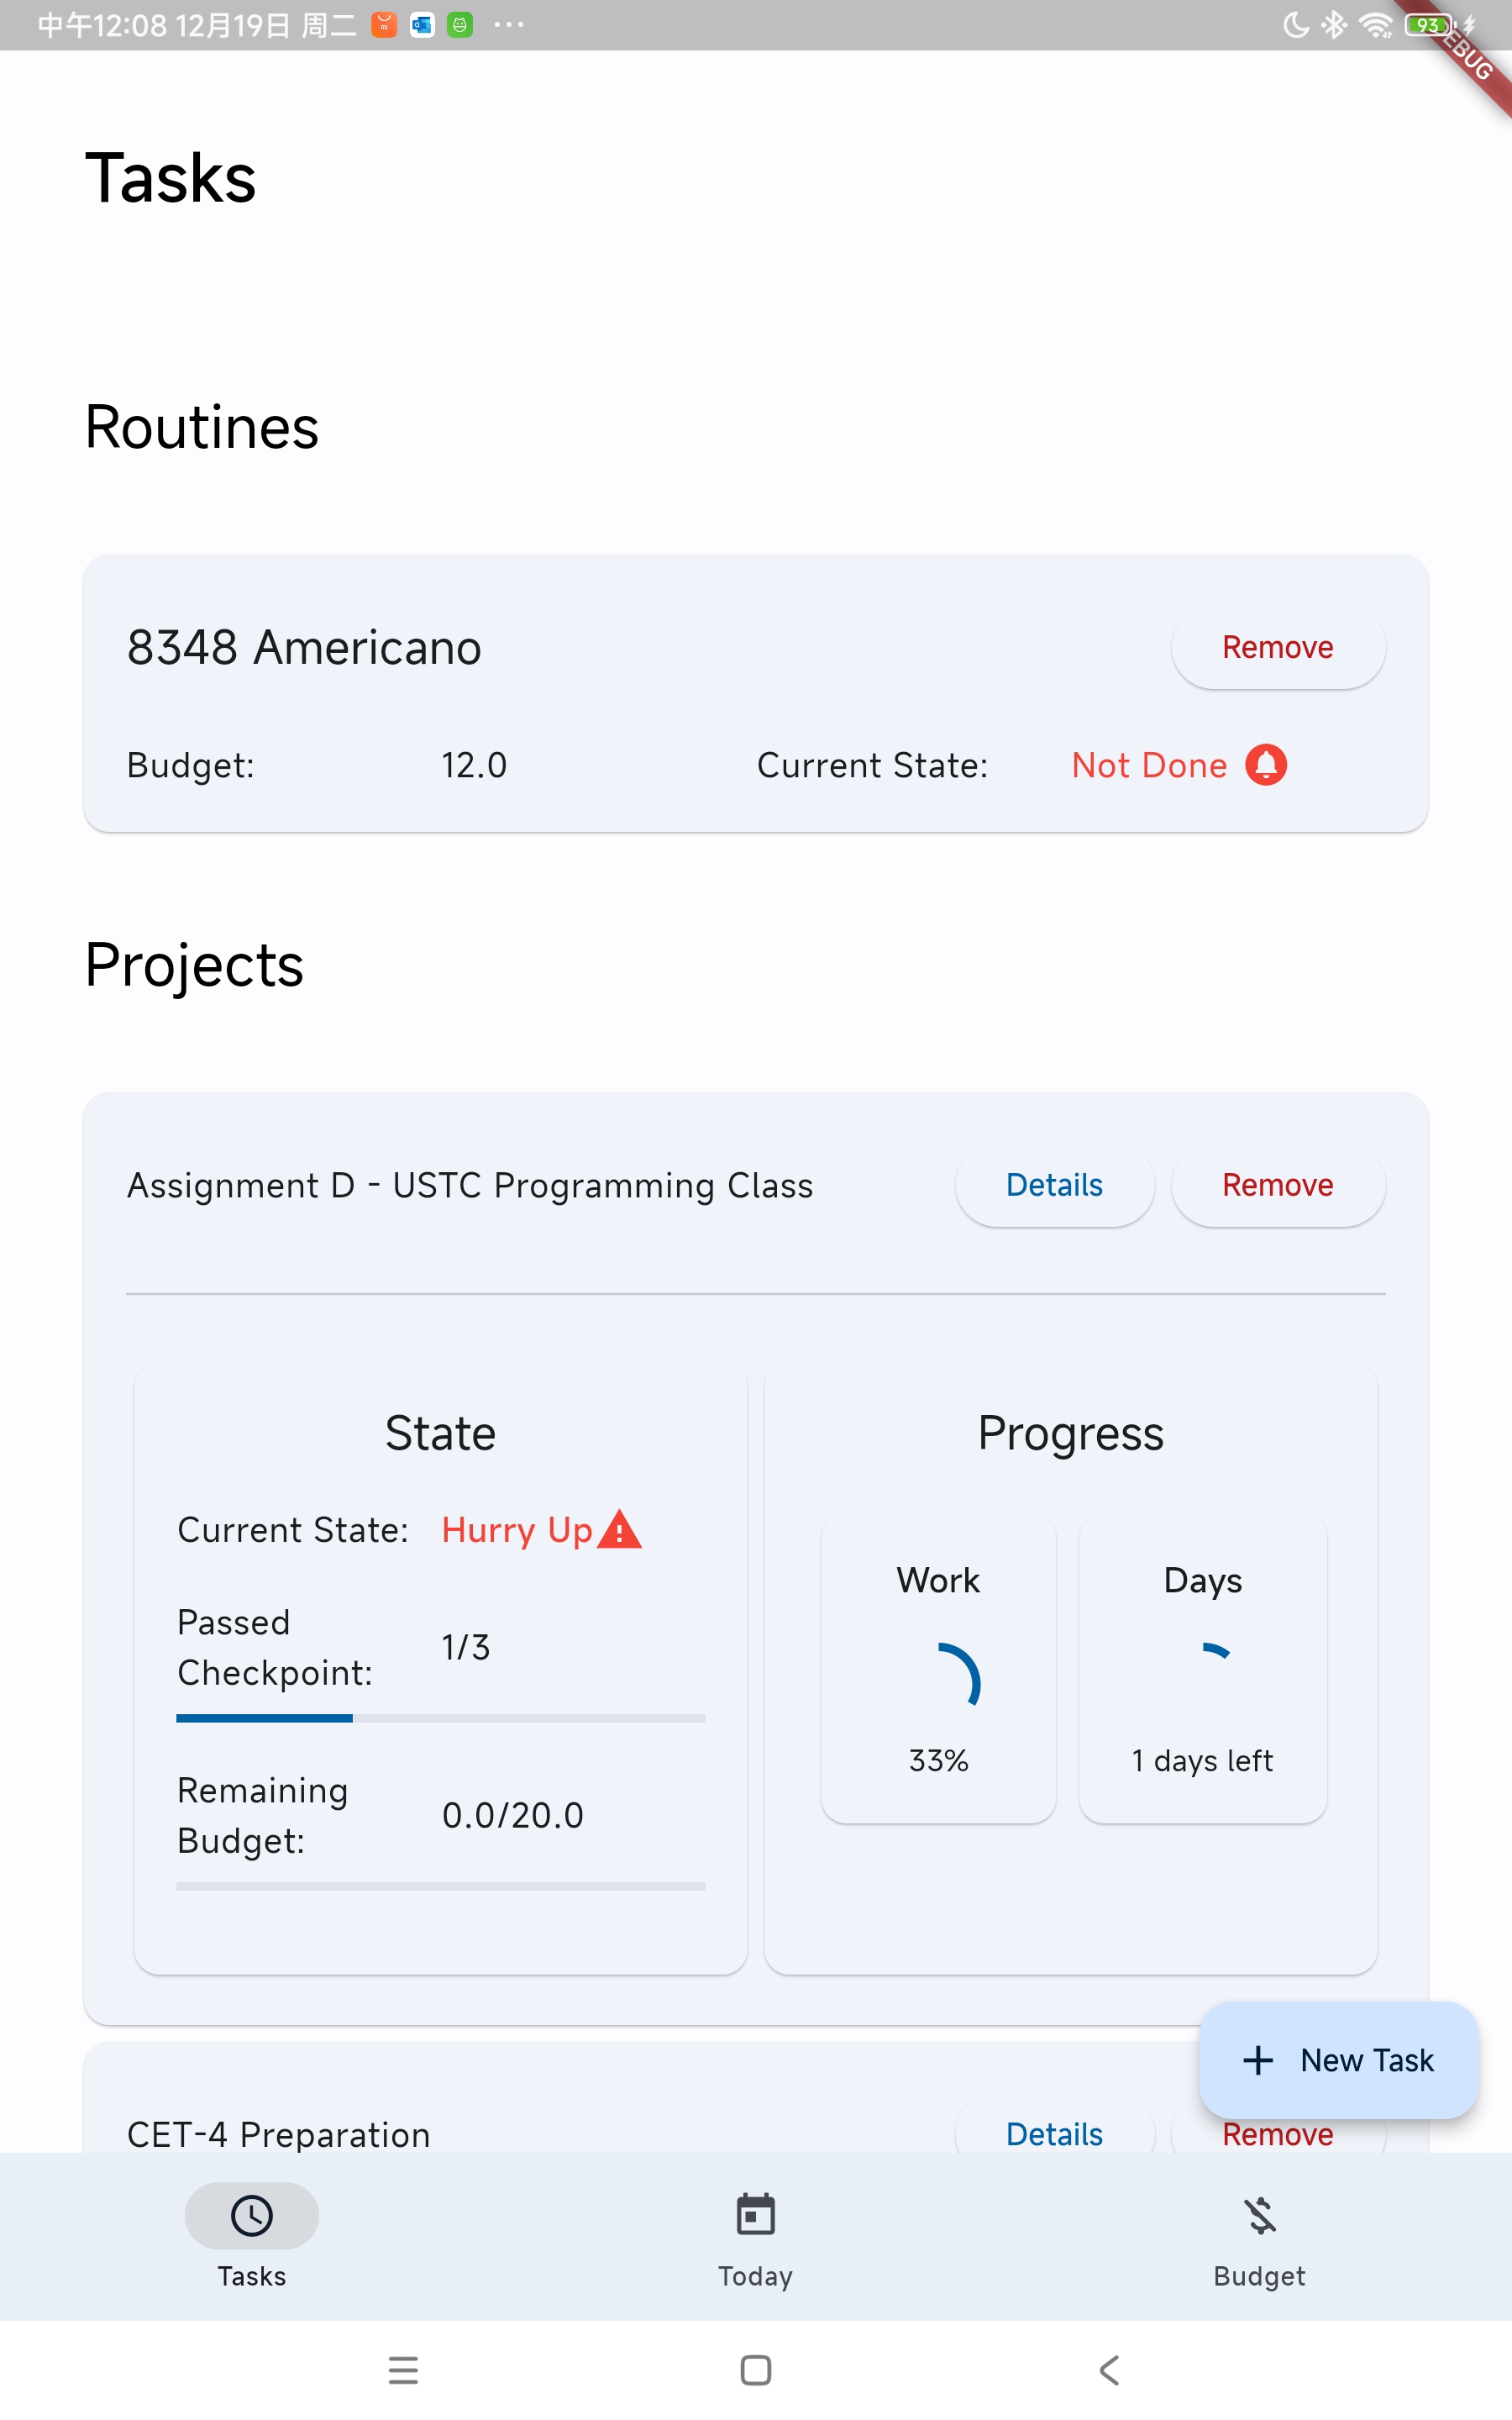 中午12:08 12月19日 周二
93
EBUG
Tasks
Routines
8348 Americano
Remove
Budget:
12.0
Current State:
Not Done
Projects
Assignment D - USTC Programming Class
Details
Remove
State
Progress
Current State:
Hurry Up
Work
Days
Passed
Checkpoint:
1/3
33%
1 days left
Remaining
Budget:
0.0/20.0
New Task
CET-4 Preparation
Details
Remove
Tasks
Today
Budget